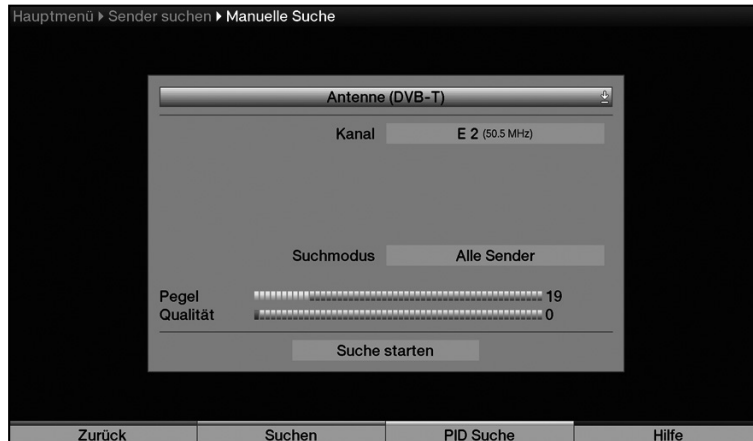 Hauptmenü ▸ Sender suchen ▸ Manuelle Suche
Antenne (DVB-T)
Kanal E 2 (50.5 MHz)
Suchmodus Alle Sender
Pegel 19
Qualität 0
Suche starten
Zurück Suchen PID Suche Hilfe